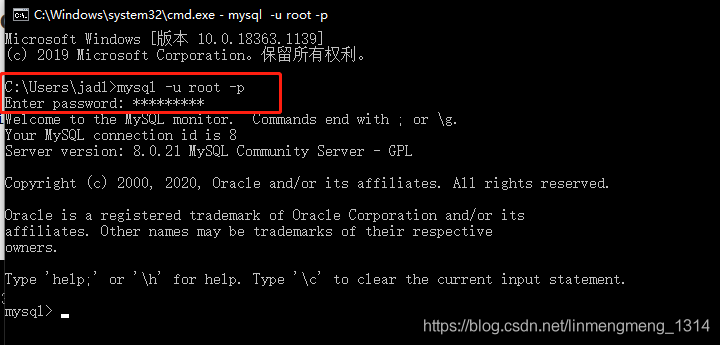 C:\Windows\system32\cmd.exe - mysql -u root -p
Microsoft Windows [版本 10.0.18363.1139]
(c) 2019 Microsoft Corporation。保留所有权利。
C:\Users\jadl>mysql -u root -p
Enter password: *********
Welcome to the MySQL monitor.  Commands end with ; or \g.
Your MySQL connection id is 8
Server version: 8.0.21 MySQL Community Server - GPL
Copyright (c) 2000, 2020, Oracle and/or its affiliates. All rights reserved.
Oracle is a registered trademark of Oracle Corporation and/or its
affiliates. Other names may be trademarks of their respective
owners.
Type 'help;' or '\h' for help. Type '\c' to clear the current input statement.
mysql> _
https://blog.csdn.net/linmengmeng_1314